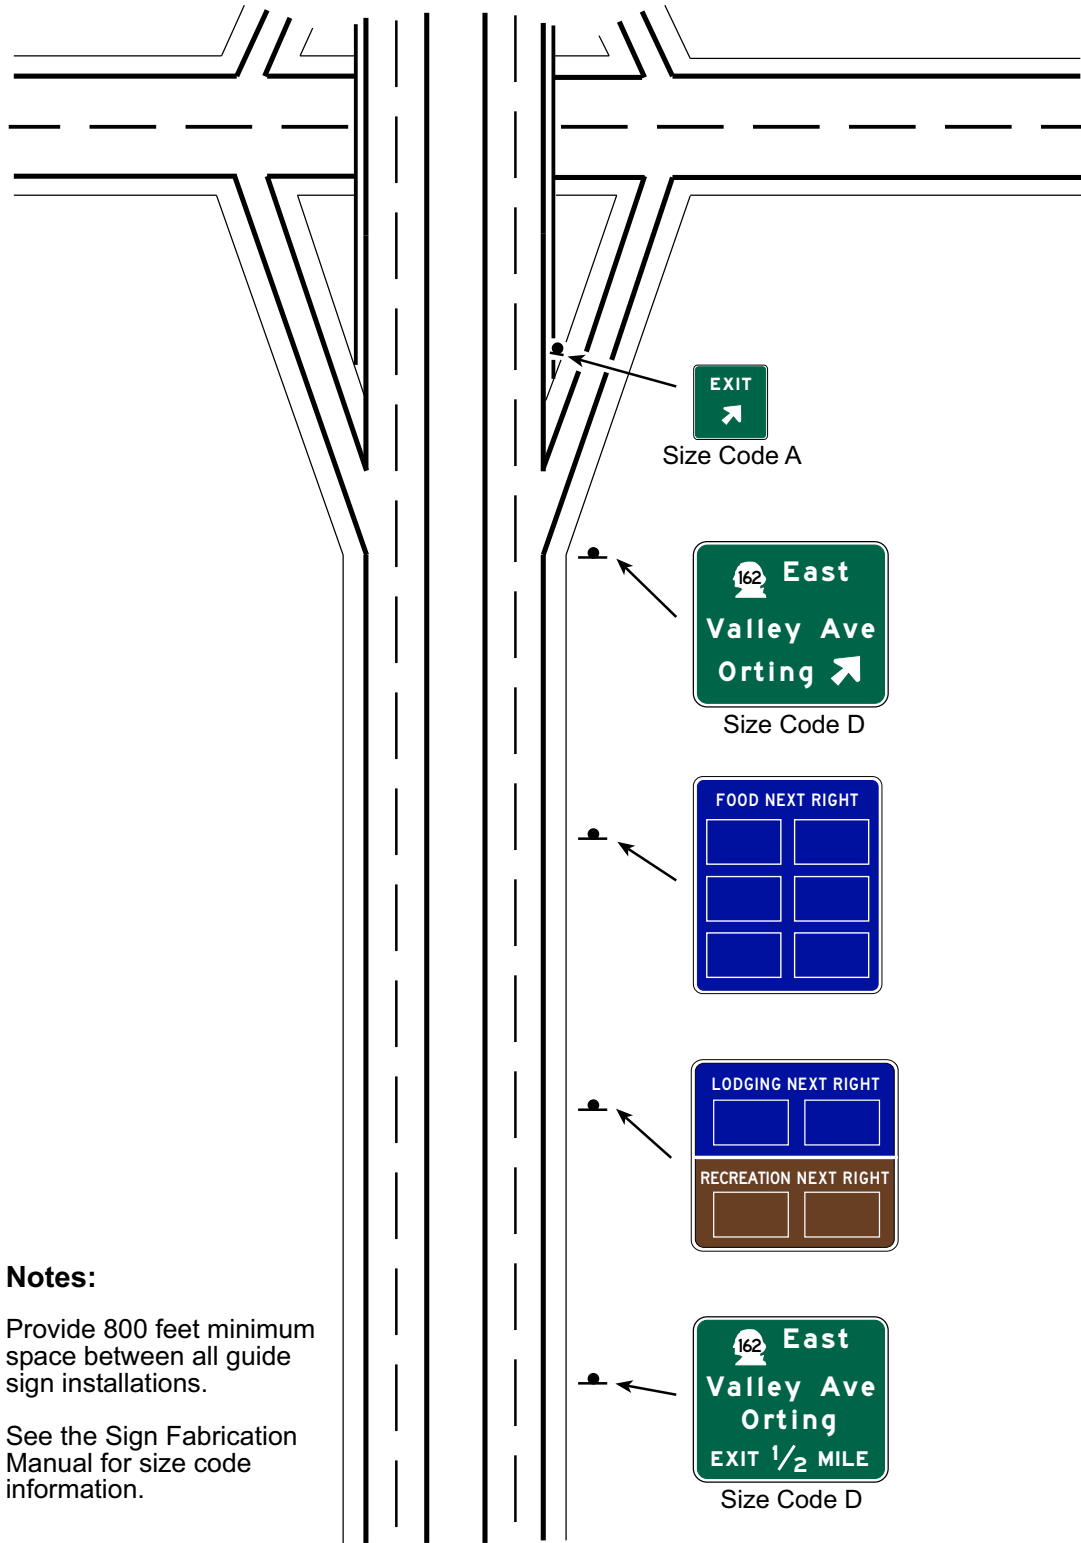 EXIT
Size Code A
162 East
Valley Ave
Orting
Size Code D
FOOD NEXT RIGHT
LODGING NEXT RIGHT
RECREATION NEXT RIGHT
Notes:
Provide 800 feet minimum
space between all guide
sign installations.
See the Sign Fabrication
Manual for size code
information.
162 East
Valley Ave
Orting
EXIT 1/2 MILE
Size Code D